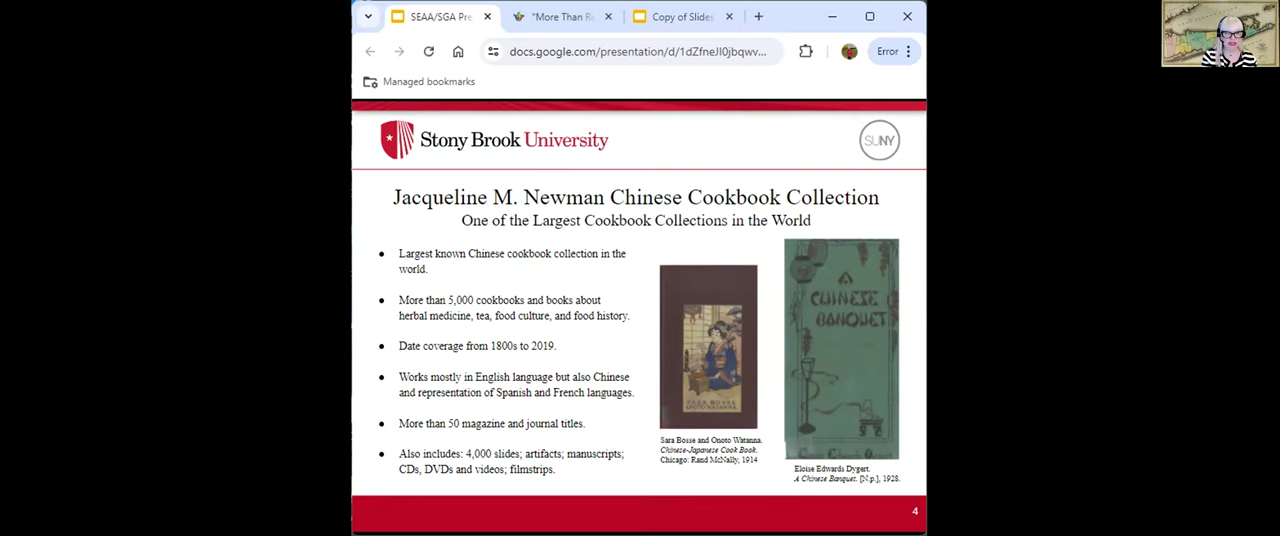 SEAA/SGA Pre
"More Than Ri
Copy of Slides
docs.google.com/presentation/d/1dZfneJl0jbqwv...
Error
Managed bookmarks
Stony Brook University
SUNY
Jacqueline M. Newman Chinese Cookbook Collection
One of the Largest Cookbook Collections in the World
● Largest known Chinese cookbook collection in the
world.
● More than 5,000 cookbooks and books about
herbal medicine, tea, food culture, and food history.
● Date coverage from 1800s to 2019.
● Works mostly in English language but also Chinese
and representation of Spanish and French languages.
● More than 50 magazine and journal titles.
● Also includes: 4,000 slides; artifacts; manuscripts;
CDs, DVDs and videos; filmstrips.
SARA BOSSE
ONOTO WATANNA
Sara Bosse and Onoto Watanna.
Chinese-Japanese Cook Book.
Chicago: Rand McNally, 1914
A
CHINESE
BANQUET
Eloise Edwards Dygert.
A Chinese Banquet. [N.p.], 1928.
4